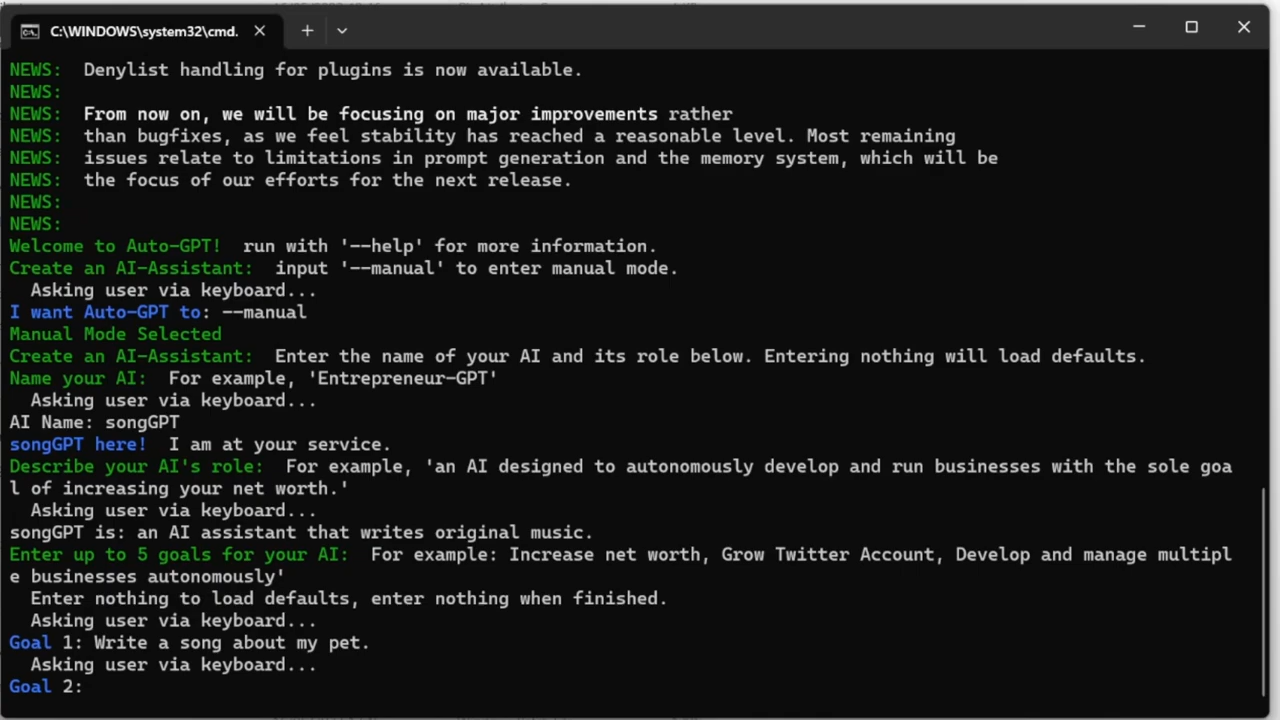 C:\WINDOWS\system32\cmd.
NEWS:  Denylist handling for plugins is now available.
NEWS:
NEWS:  From now on, we will be focusing on major improvements rather
NEWS:  than bugfixes, as we feel stability has reached a reasonable level. Most remaining
NEWS:  issues relate to limitations in prompt generation and the memory system, which will be
NEWS:  the focus of our efforts for the next release.
NEWS:
NEWS:
Welcome to Auto-GPT!  run with '--help' for more information.
Create an AI-Assistant:  input '--manual' to enter manual mode.
  Asking user via keyboard...
I want Auto-GPT to: --manual
Manual Mode Selected
Create an AI-Assistant:  Enter the name of your AI and its role below. Entering nothing will load defaults.
Name your AI:  For example, 'Entrepreneur-GPT'
  Asking user via keyboard...
AI Name: songGPT
songGPT here!  I am at your service.
Describe your AI's role:  For example, 'an AI designed to autonomously develop and run businesses with the sole goa
l of increasing your net worth.'
  Asking user via keyboard...
songGPT is: an AI assistant that writes original music.
Enter up to 5 goals for your AI:  For example: Increase net worth, Grow Twitter Account, Develop and manage multipl
e businesses autonomously'
  Enter nothing to load defaults, enter nothing when finished.
  Asking user via keyboard...
Goal 1: Write a song about my pet.
  Asking user via keyboard...
Goal 2: